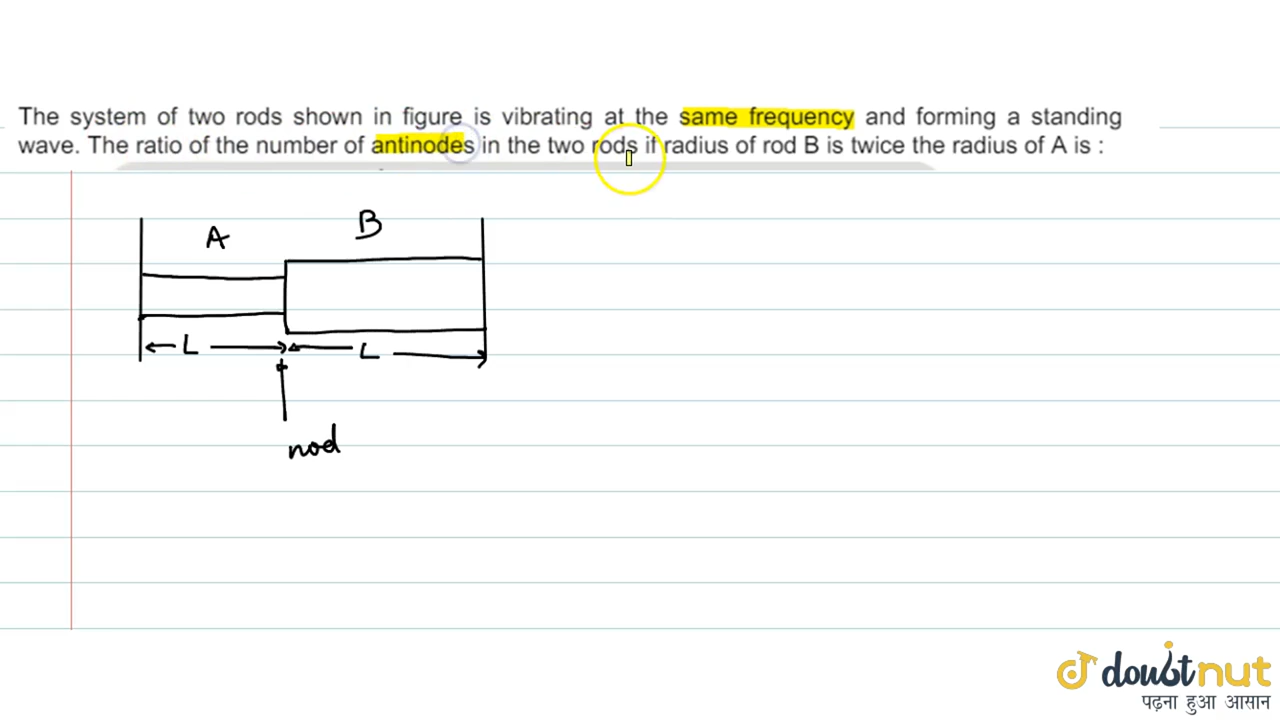 The system of two rods shown in figure is vibrating at the same frequency and forming a standing
wave. The ratio of the number of antinodes in the two rods if radius of rod B is twice the radius of A is :
A
B
L
L
nod
doubtnut
पढ़ना हुआ आसान